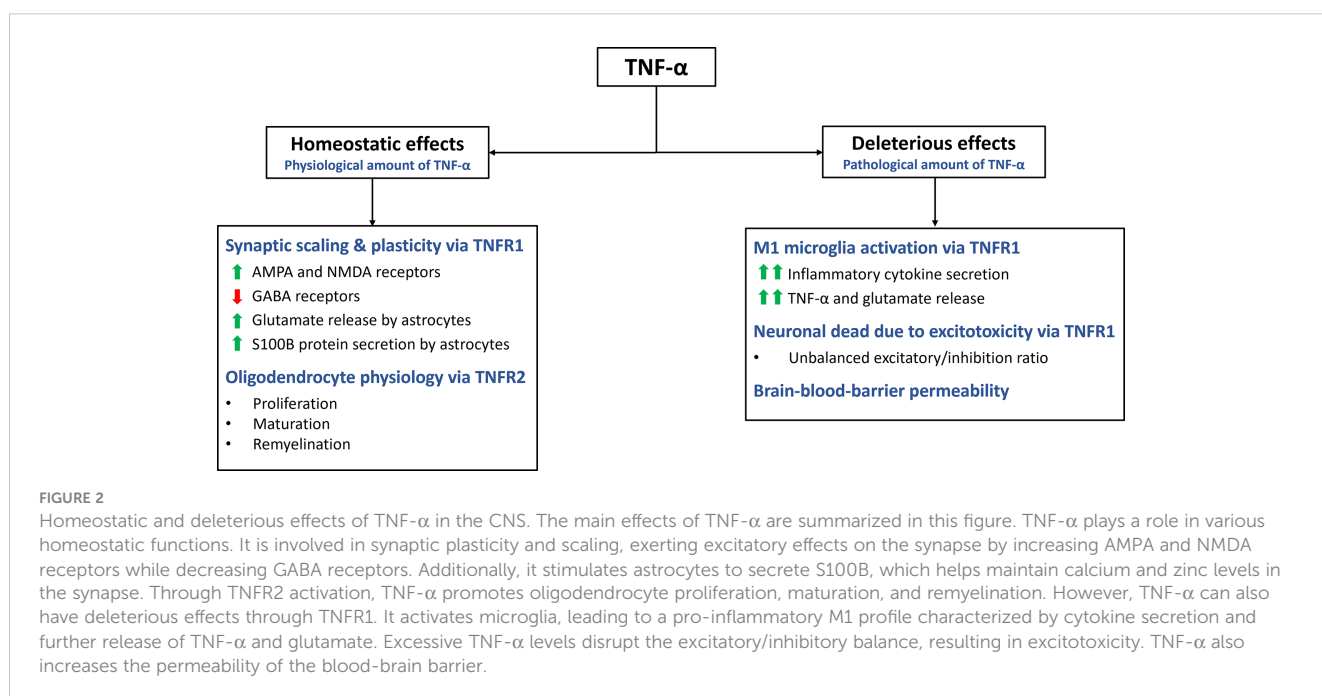 TNF-α
Homeostatic effects
Physiological amount of TNF-α
Deleterious effects
Pathological amount of TNF-α
Synaptic scaling & plasticity via TNFR1
AMPA and NMDA receptors
GABA receptors
Glutamate release by astrocytes
S100B protein secretion by astrocytes
Oligodendrocyte physiology via TNFR2
• Proliferation
• Maturation
• Remyelination
M1 microglia activation via TNFR1
Inflammatory cytokine secretion
TNF-α and glutamate release
Neuronal dead due to excitotoxicity via TNFR1
• Unbalanced excitatory/inhibition ratio
Brain-blood-barrier permeability
FIGURE 2
Homeostatic and deleterious effects of TNF-α in the CNS. The main effects of TNF-α are summarized in this figure. TNF-α plays a role in various
homeostatic functions. It is involved in synaptic plasticity and scaling, exerting excitatory effects on the synapse by increasing AMPA and NMDA
receptors while decreasing GABA receptors. Additionally, it stimulates astrocytes to secrete S100B, which helps maintain calcium and zinc levels in
the synapse. Through TNFR2 activation, TNF-α promotes oligodendrocyte proliferation, maturation, and remyelination. However, TNF-α can also
have deleterious effects through TNFR1. It activates microglia, leading to a pro-inflammatory M1 profile characterized by cytokine secretion and
further release of TNF-α and glutamate. Excessive TNF-α levels disrupt the excitatory/inhibitory balance, resulting in excitotoxicity. TNF-α also
increases the permeability of the blood-brain barrier.